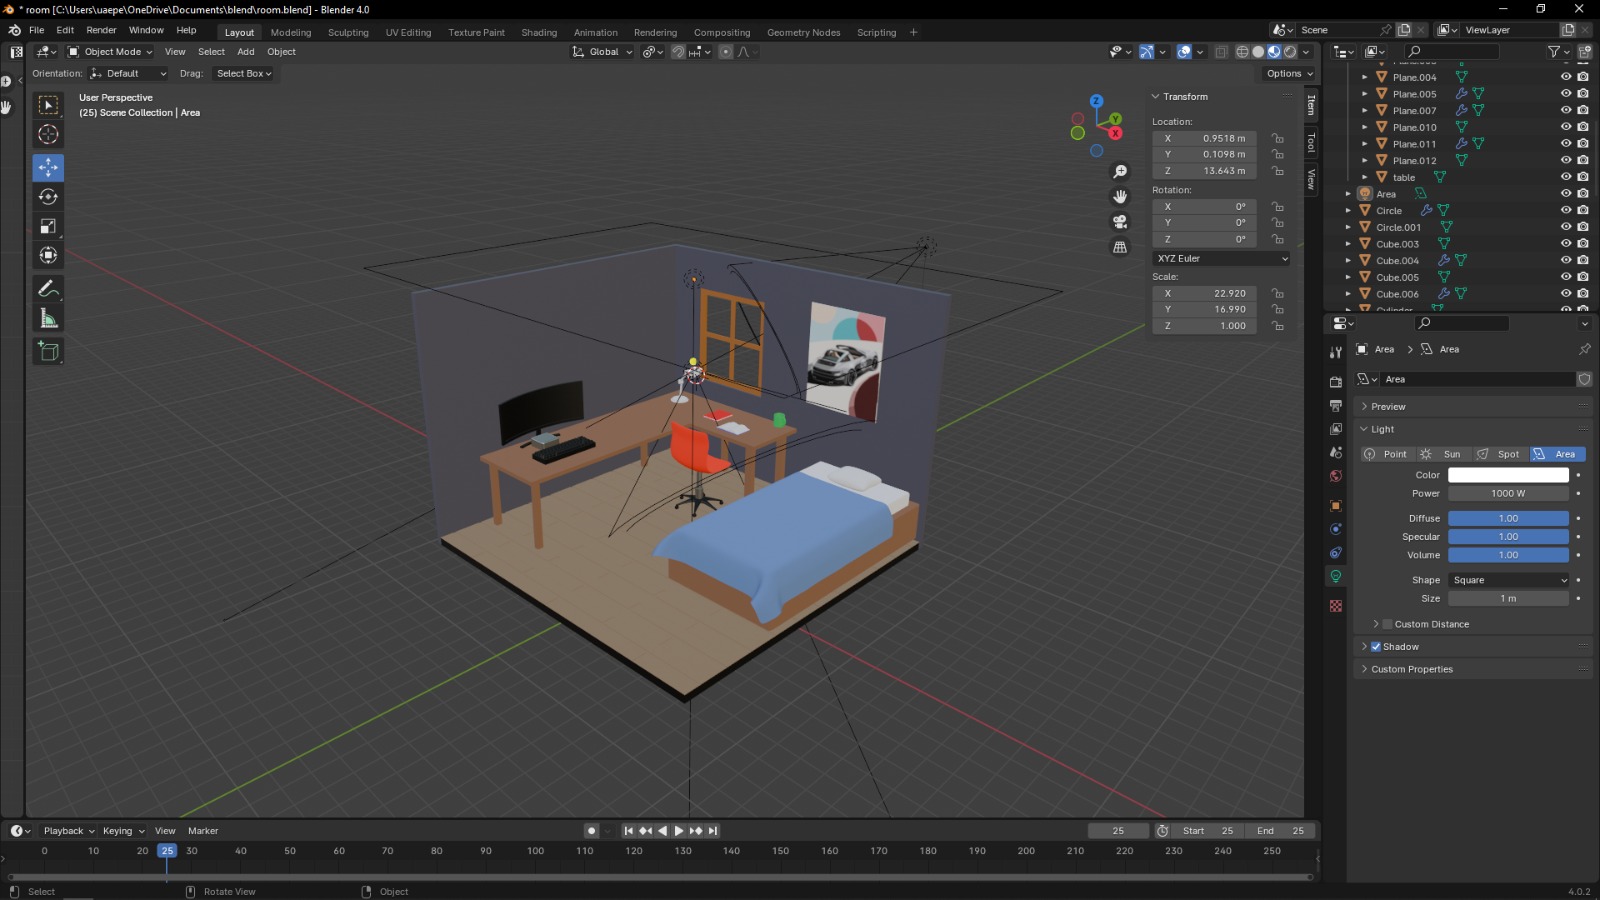 * room [C:\Users\uaepe\OneDrive\Documents\blend\room.blend] - Blender 4.0
File Edit Render Window Help
Layout Modeling Sculpting UV Editing Texture Paint Shading Animation Rendering Compositing Geometry Nodes Scripting +
Scene
ViewLayer
Object Mode View Select Add Object
Global
Orientation: Default Drag: Select Box
Options
User Perspective
(25) Scene Collection | Area
Z
Y
X
Item
Tool
View
Transform
Location:
X 0.9518 m
Y 0.1098 m
Z 13.643 m
Rotation:
X 0°
Y 0°
Z 0°
XYZ Euler
Scale:
X 22.920
Y 16.990
Z 1.000
Plane.004
Plane.005
Plane.007
Plane.010
Plane.011
Plane.012
table
Area
Circle
Circle.001
Cube.003
Cube.004
Cube.005
Cube.006
Cylinder
Area > Area
Area
Preview
Light
Point Sun Spot Area
Color
Power 1000 W
Diffuse 1.00
Specular 1.00
Volume 1.00
Shape Square
Size 1 m
Custom Distance
Shadow
Custom Properties
Playback Keying View Marker
25
Start 25
End 25
0 10 20 25 30 40 50 60 70 80 90 100 110 120 130 140 150 160 170 180 190 200 210 220 230 240 250
Select
Rotate View
Object
4.0.2